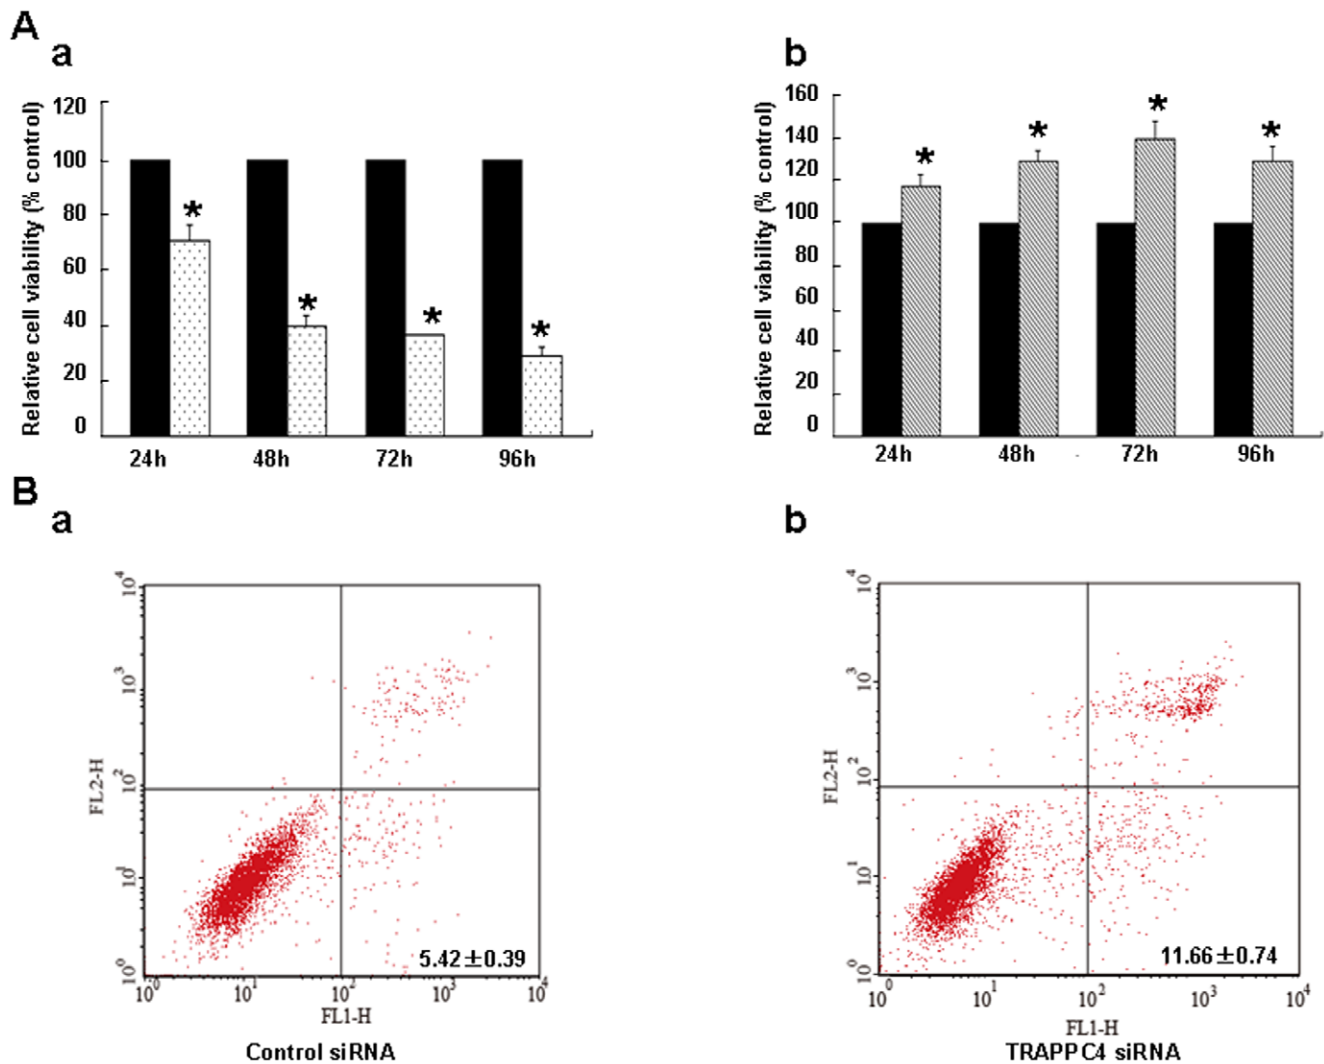 A
a
b
Relative cell viability (% control)
120
100
80
60
40
20
0
* * * *
24h 48h 72h 96h
Relative cell viability (% control)
160
140
120
100
80
60
40
20
0
* * * *
24h 48h 72h 96h
B
a
b
FL2-H
10^4
10^3
10^2
10^1
10^0
5.42±0.39
10^0 10^1 10^2 10^3 10^4
FL1-H
Control siRNA
FL2-H
10^4
10^3
10^2
10^1
10^0
11.66±0.74
10^0 10^1 10^2 10^3 10^4
FL1-H
TRAPPC4 siRNA